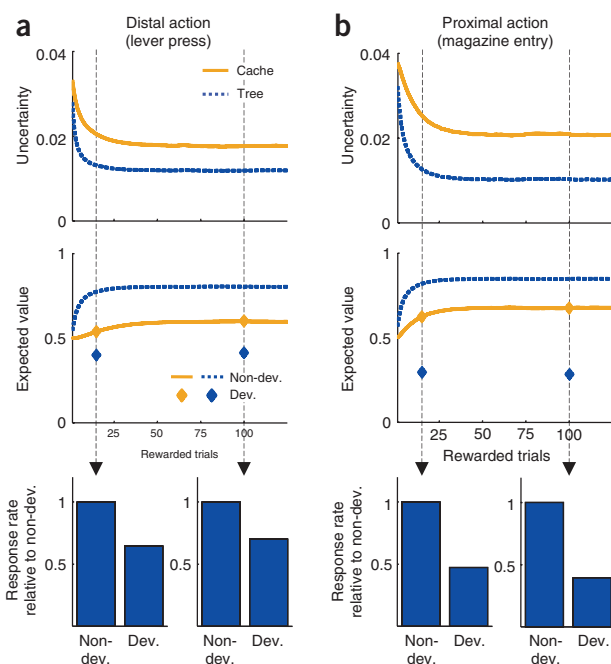 a
Distal action
(lever press)
0.04
0.02
0
Uncertainty
Cache
Tree
1
0.5
0
Expected value
Non-dev.
Dev.
25 50 75 100
Rewarded trials
1
0.5
Response rate
relative to non-dev.
1
0.5
Non-
dev.
Dev.
Non-
dev.
Dev.
b
Proximal action
(magazine entry)
0.04
0.02
0
Uncertainty
1
0.5
0
Expected value
25 50 75 100
Rewarded trials
1
0.5
Response rate
relative to non-dev.
1
0.5
Non-
dev.
Dev.
Non-
dev.
Dev.